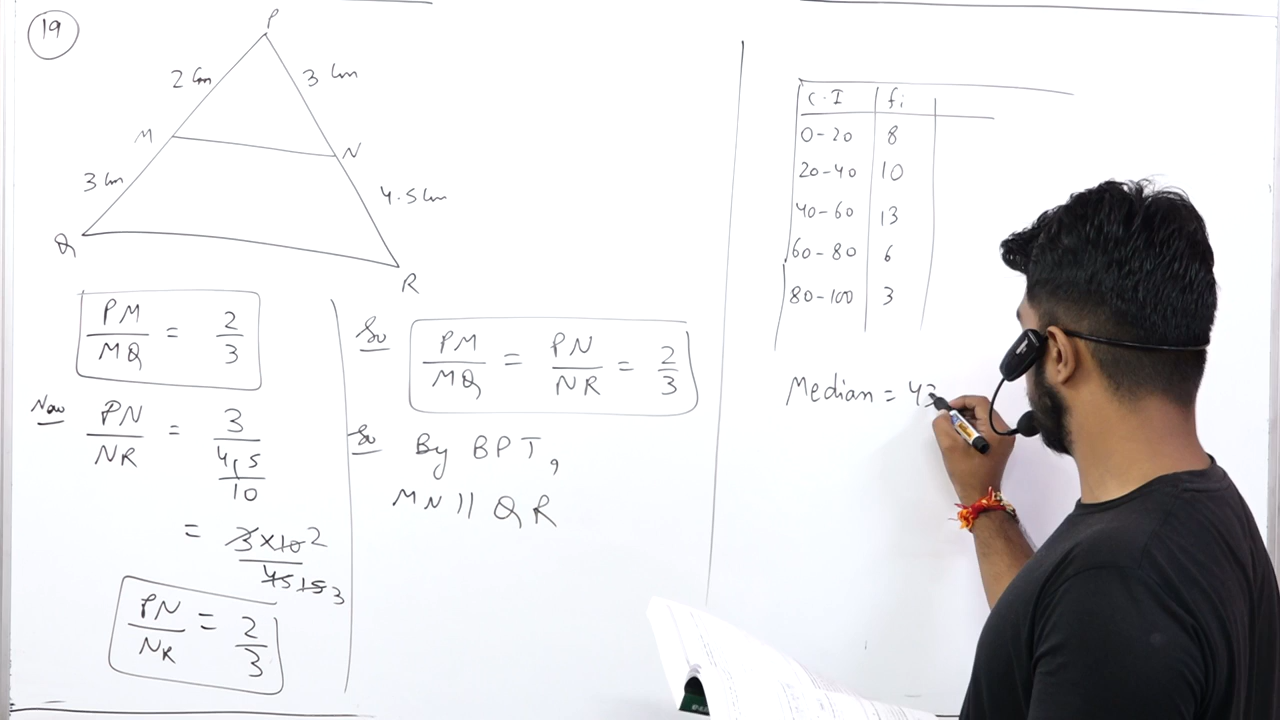 19
P
2 cm
3 cm
M
N
3 cm
4.5 cm
Q
R
PM/MQ = 2/3
Now PN/NR = 3/(4.5/10)
= 3×10 2/45 15 3
PN/NR = 2/3
So PM/MQ = PN/NR = 2/3
So By BPT,
MN || QR
C.I fi
0-20 8
20-40 10
40-60 13
60-80 6
80-100 3
Median = 43